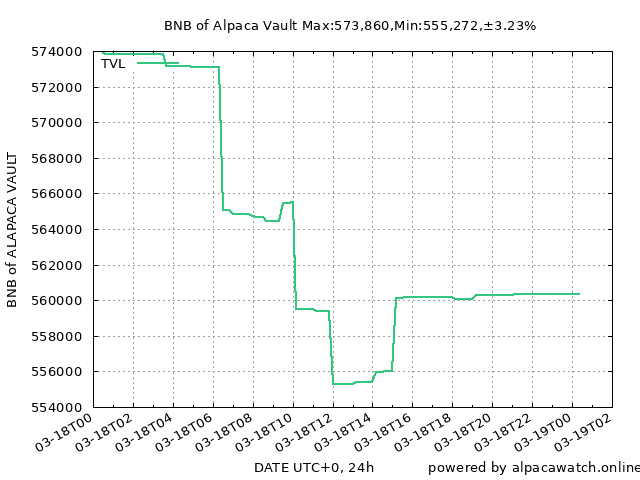 BNB of Alpaca Vault Max:573,860,Min:555,272,±3.23%
574000
TVL
572000
570000
568000
566000
564000
562000
560000
558000
556000
554000
BNB of ALAPACA VAULT
03-18T00
03-18T02
03-18T04
03-18T06
03-18T08
03-18T10
03-18T12
03-18T14
03-18T16
03-18T18
03-18T20
03-18T22
03-19T00
03-19T02
DATE UTC+0, 24h
powered by alpacawatch.online